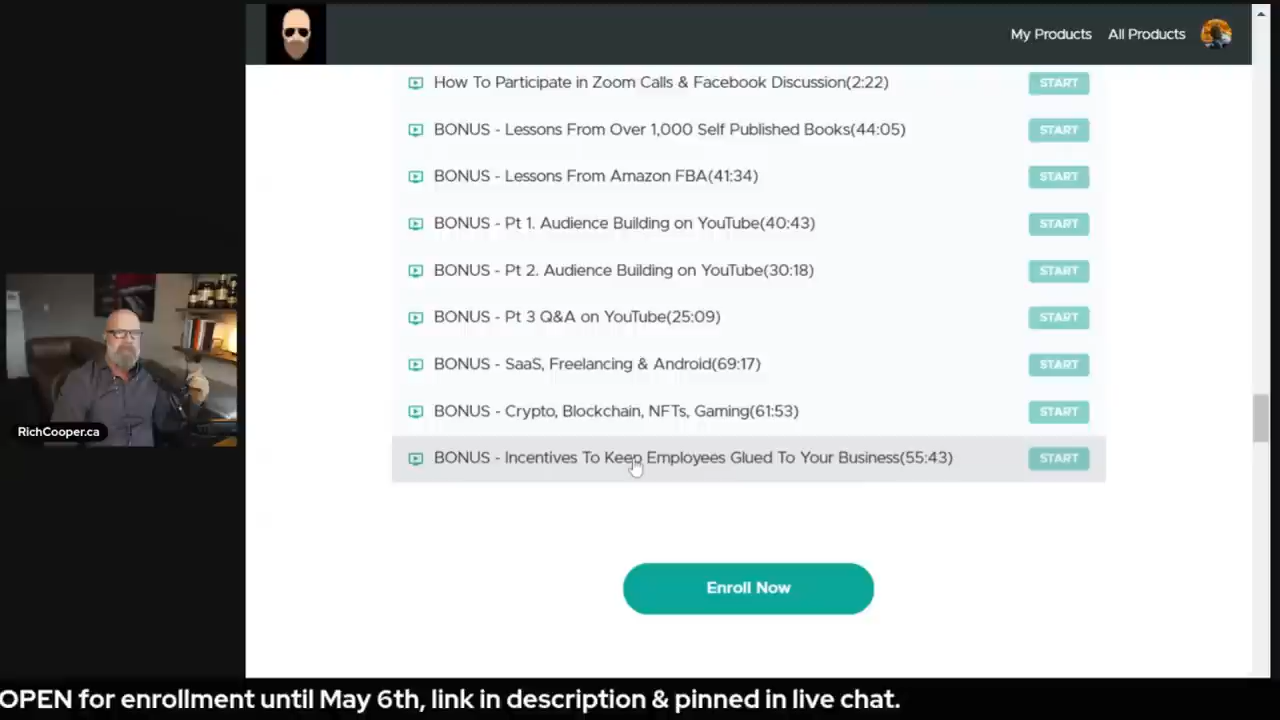 My Products All Products
How To Participate in Zoom Calls & Facebook Discussion(2:22) START
BONUS - Lessons From Over 1,000 Self Published Books(44:05) START
BONUS - Lessons From Amazon FBA(41:34) START
BONUS - Pt 1. Audience Building on YouTube(40:43) START
BONUS - Pt 2. Audience Building on YouTube(30:18) START
BONUS - Pt 3 Q&A on YouTube(25:09) START
BONUS - SaaS, Freelancing & Android(69:17) START
BONUS - Crypto, Blockchain, NFTs, Gaming(61:53) START
RichCooper.ca
BONUS - Incentives To Keep Employees Glued To Your Business(55:43) START
Enroll Now
OPEN for enrollment until May 6th, link in description & pinned in live chat.